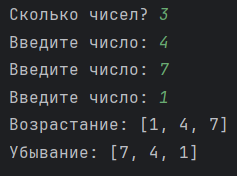 Сколько чисел? 3
Введите число: 4
Введите число: 7
Введите число: 1
Возрастание: [1, 4, 7]
Убывание: [7, 4, 1]